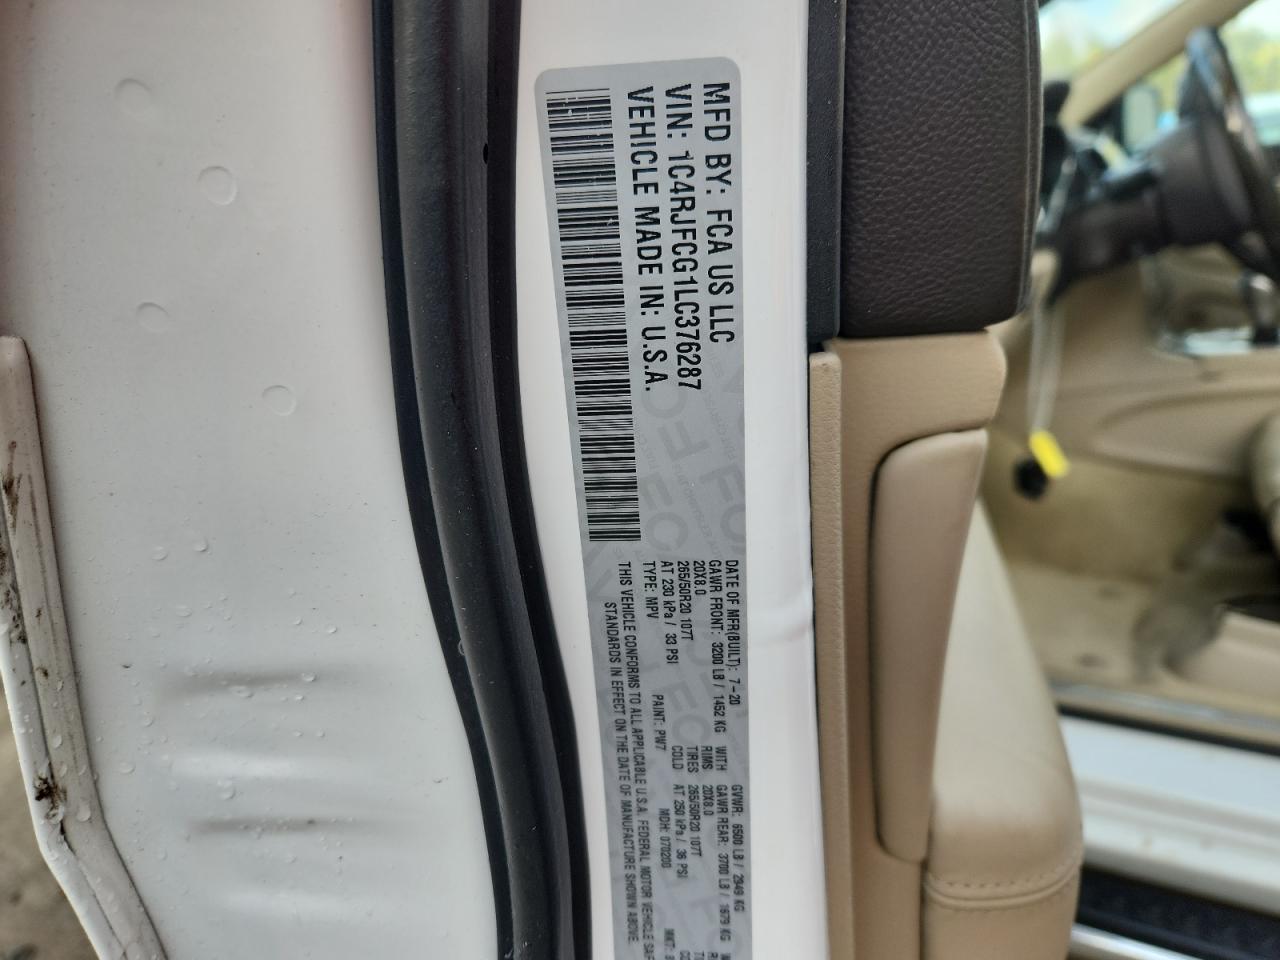 MFD BY: FCA US LLC
VIN: 1C4RJFCG1LC376287
VEHICLE MADE IN: U.S.A.
DATE OF MFR(BUILT): 7-20 GVWR: 6500 LB / 2949 KG
GAWR FRONT: 3200 LB / 1452 KG WITH GAWR REAR: 3700 LB / 1679 KG
20X8.0 RIMS 20X8.0
265/50R20 107T TIRES 265/50R20 107T
AT 230 kPa / 33 PSI COLD AT 250 kPa / 36 PSI
TYPE: MPV PAINT: PW7 MDH: 070200 MKT:
THIS VEHICLE CONFORMS TO ALL APPLICABLE U.S.A. FEDERAL MOTOR VEHICLE
STANDARDS IN EFFECT ON THE DATE OF MANUFACTURE SHOWN ABOVE.